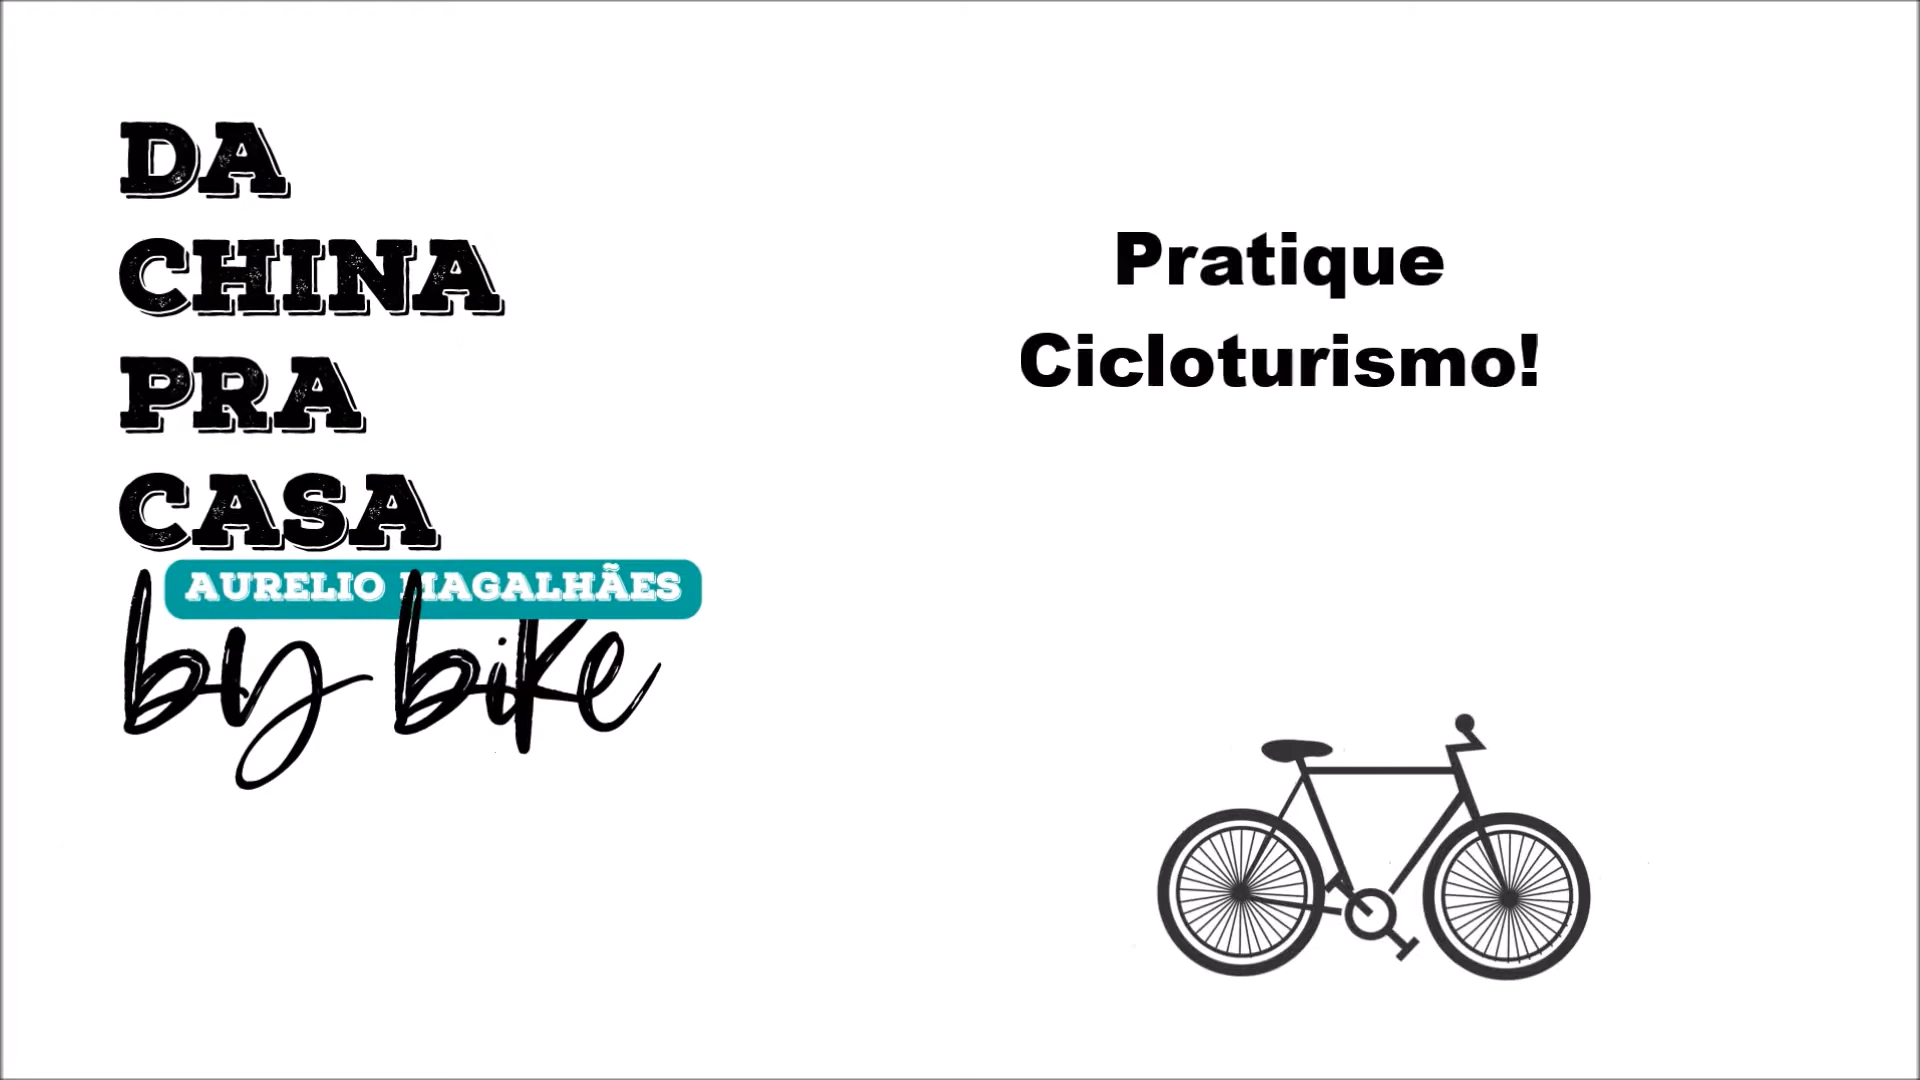 DA
CHINA
PRA
CASA
AURELIO MAGALHÃES
by bike
Pratique
Cicloturismo!